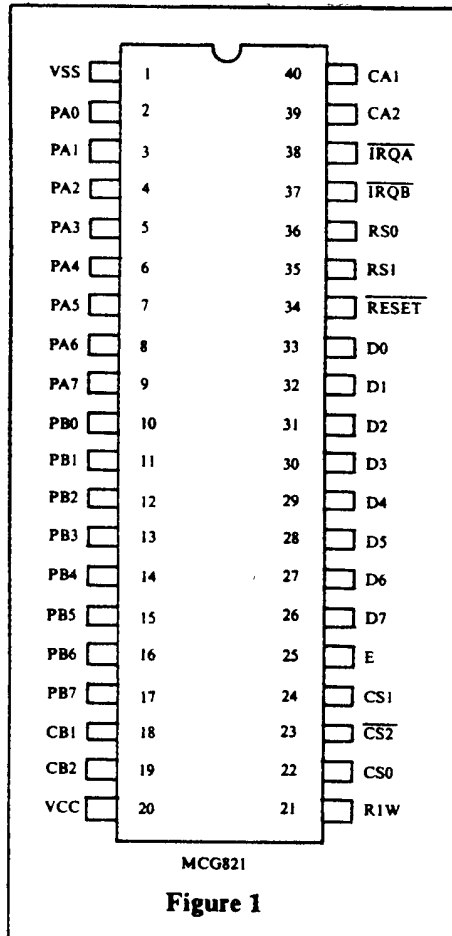 VSS 1 40 CA1
PA0 2 39 CA2
PA1 3 38 I̅R̅Q̅A̅
PA2 4 37 I̅R̅Q̅B̅
PA3 5 36 RS0
PA4 6 35 RS1
PA5 7 34 R̅E̅S̅E̅T̅
PA6 8 33 D0
PA7 9 32 D1
PB0 10 31 D2
PB1 11 30 D3
PB2 12 29 D4
PB3 13 28 D5
PB4 14 27 D6
PB5 15 26 D7
PB6 16 25 E
PB7 17 24 CS1
CB1 18 23 C̅S̅2̅
CB2 19 22 CS0
VCC 20 21 R1W
MCG821
Figure 1